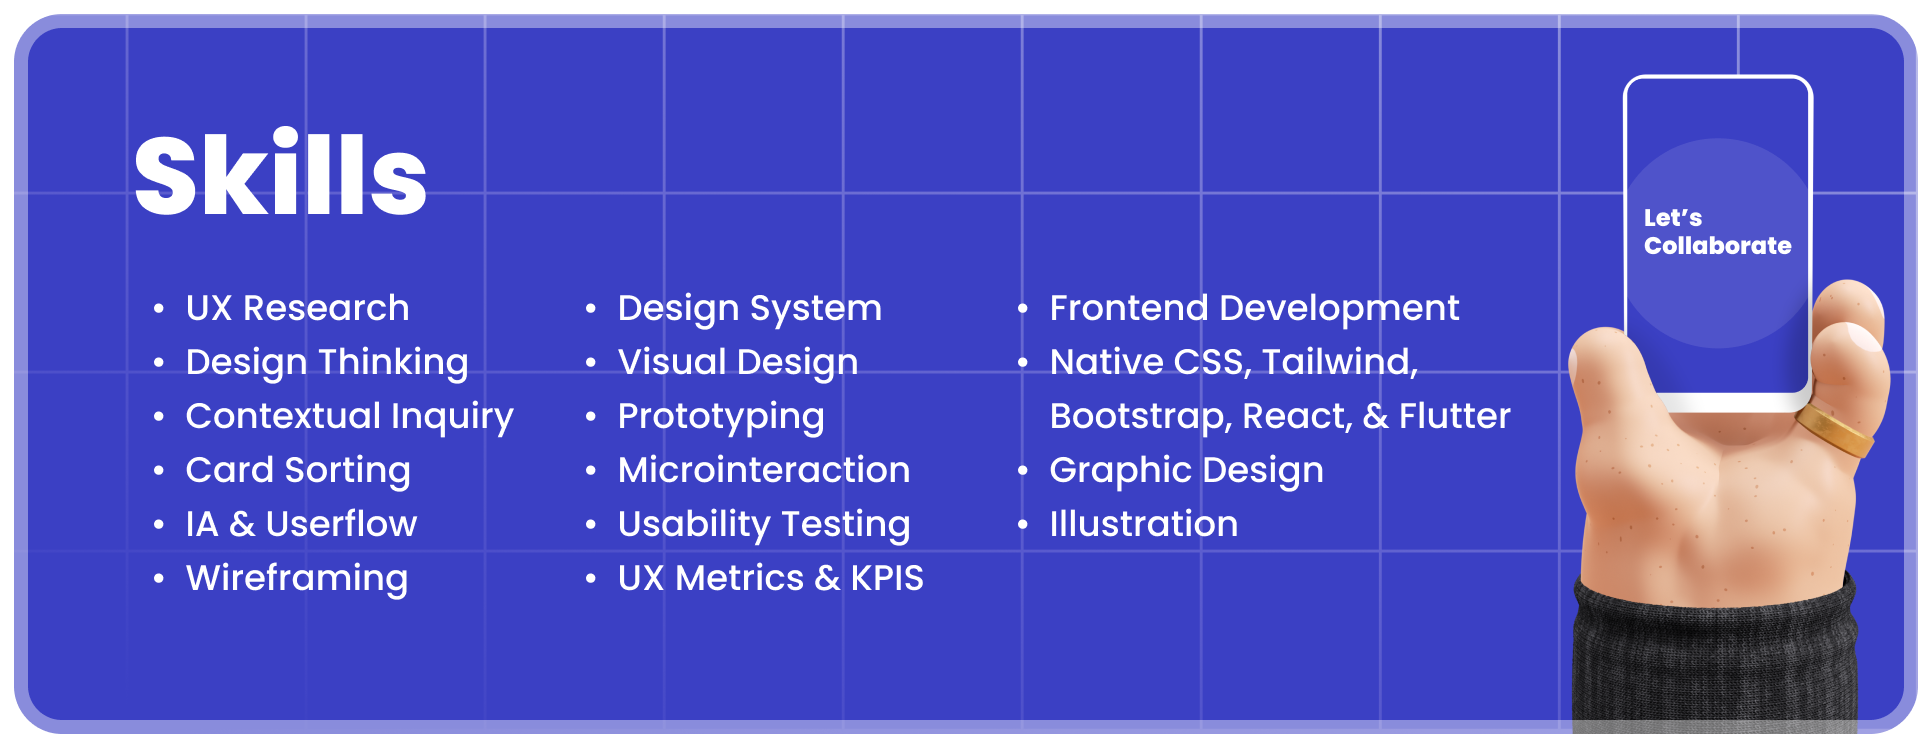 Skills
• UX Research
• Design Thinking
• Contextual Inquiry
• Card Sorting
• IA & Userflow
• Wireframing
• Design System
• Visual Design
• Prototyping
• Microinteraction
• Usability Testing
• UX Metrics & KPIS
• Frontend Development
• Native CSS, Tailwind,
Bootstrap, React, & Flutter
• Graphic Design
• Illustration
Let’s
Collaborate